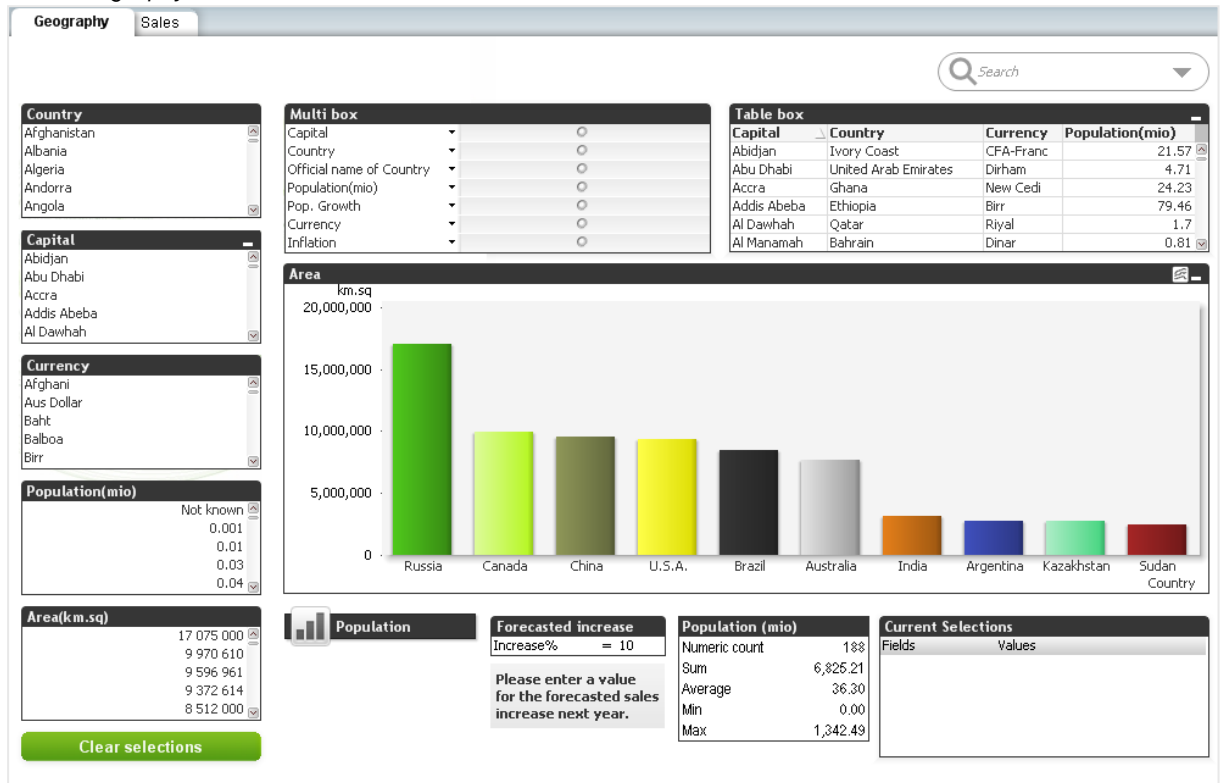 Geography Sales
Search
Country
Afghanistan
Albania
Algeria
Andorra
Angola
Capital
Abidjan
Abu Dhabi
Accra
Addis Abeba
Al Dawhah
Currency
Afghani
Aus Dollar
Baht
Balboa
Birr
Population(mio)
Not known
0.001
0.01
0.03
0.04
Area(km.sq)
17 075 000
9 970 610
9 596 961
9 372 614
8 512 000
Clear selections
Multi box
Capital
Country
Official name of Country
Population(mio)
Pop. Growth
Currency
Inflation
Table box
Capital Country Currency Population(mio)
Abidjan Ivory Coast CFA-Franc 21.57
Abu Dhabi United Arab Emirates Dirham 4.71
Accra Ghana New Cedi 24.23
Addis Abeba Ethiopia Birr 79.46
Al Dawhah Qatar Riyal 1.7
Al Manamah Bahrain Dinar 0.81
Area
km.sq
20,000,000
15,000,000
10,000,000
5,000,000
0
Russia Canada China U.S.A. Brazil Australia India Argentina Kazakhstan Sudan
Country
Population
Forecasted increase
Increase% = 10
Please enter a value
for the forecasted sales
increase next year.
Population (mio)
Numeric count 188
Sum 6,825.21
Average 36.30
Min 0.00
Max 1,342.49
Current Selections
Fields Values